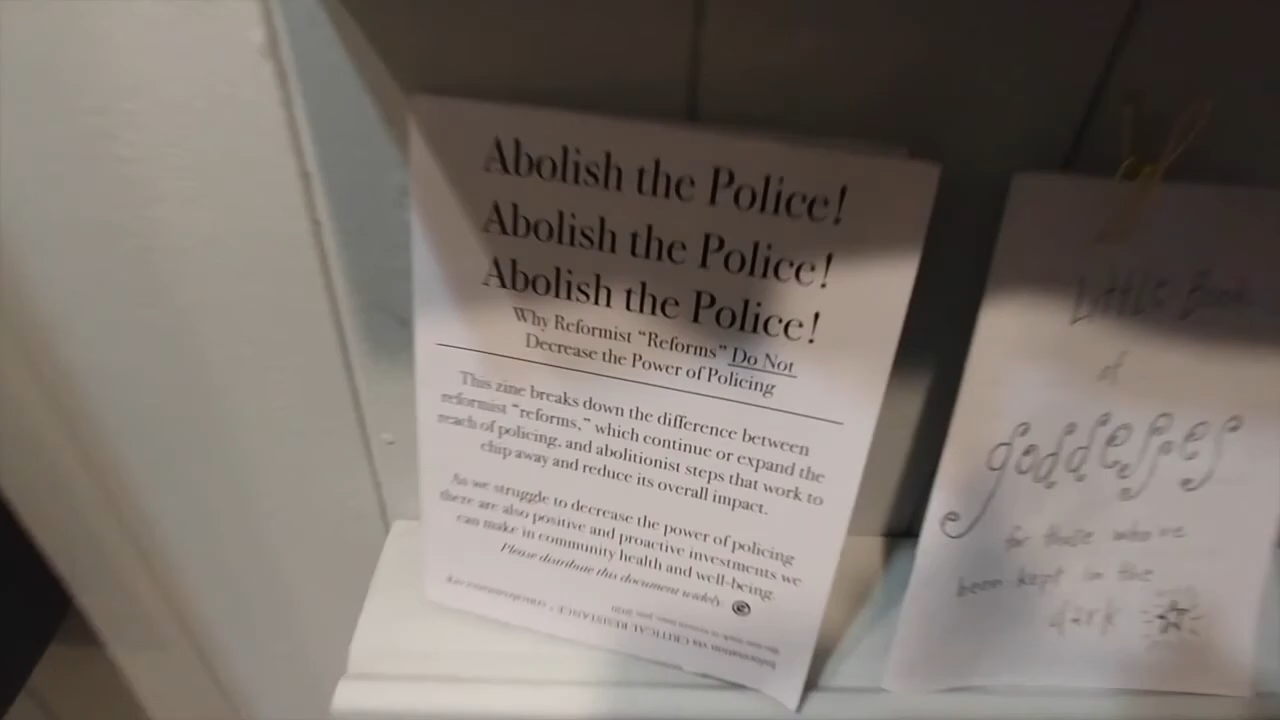 Abolish the Police!
Abolish the Police!
Abolish the Police!
Why Reformist “Reforms” Do Not
Decrease the Power of Policing
This zine breaks down the difference between
reformist “reforms,” which continue or expand the
reach of policing, and abolitionist steps that work to
chip away and reduce its overall impact.
As we struggle to decrease the power of policing
there are also positive and proactive investments we
can make in community health and well-being.
Please distribute this document widely.
Information via CRITICAL RESISTANCE
Little Book
of
Goddesses
for those who've
been kept in the
dark